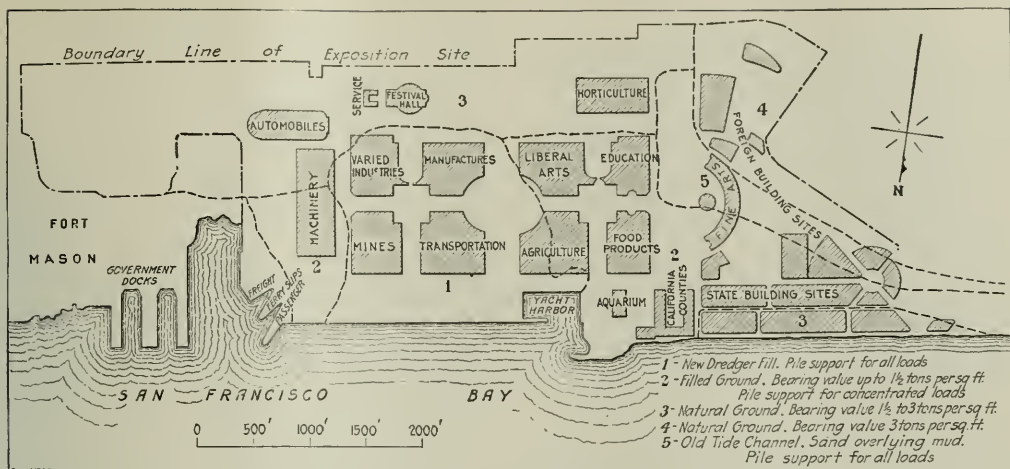 Boundary Line of Exposition Site
SERVICE
FESTIVAL
HALL
3
HORTICULTURE
4
FOREIGN BUILDING SITES
AUTOMOBILES
VARIED
INDUSTRIES
MANUFACTURES
LIBERAL
ARTS
EDUCATION
5
FINE ARTS
N
MACHINERY
FORT
MASON
GOVERNMENT
DOCKS
2
MINES
TRANSPORTATION
AGRICULTURE
FOOD
PRODUCTS
2
FREIGHT
FERRY SLIPS
PASSENGER
1
YACHT
HARBOR
AQUARIUM
CALIFORNIA
COUNTIES
STATE BUILDING SITES
3
SAN FRANCISCO BAY
0 500' 1000' 1500' 2000'
1 - New Dredger Fill. Pile support for all loads
2 - Filled Ground. Bearing value up to 1½ tons per sq ft.
Pile support for concentrated loads
3 - Natural Ground. Bearing value 1½ to 3 tons per sq. ft.
4 - Natural Ground. Bearing value 3 tons per sq. ft.
5 - Old Tide Channel. Sand overlying mud.
Pile support for all loads